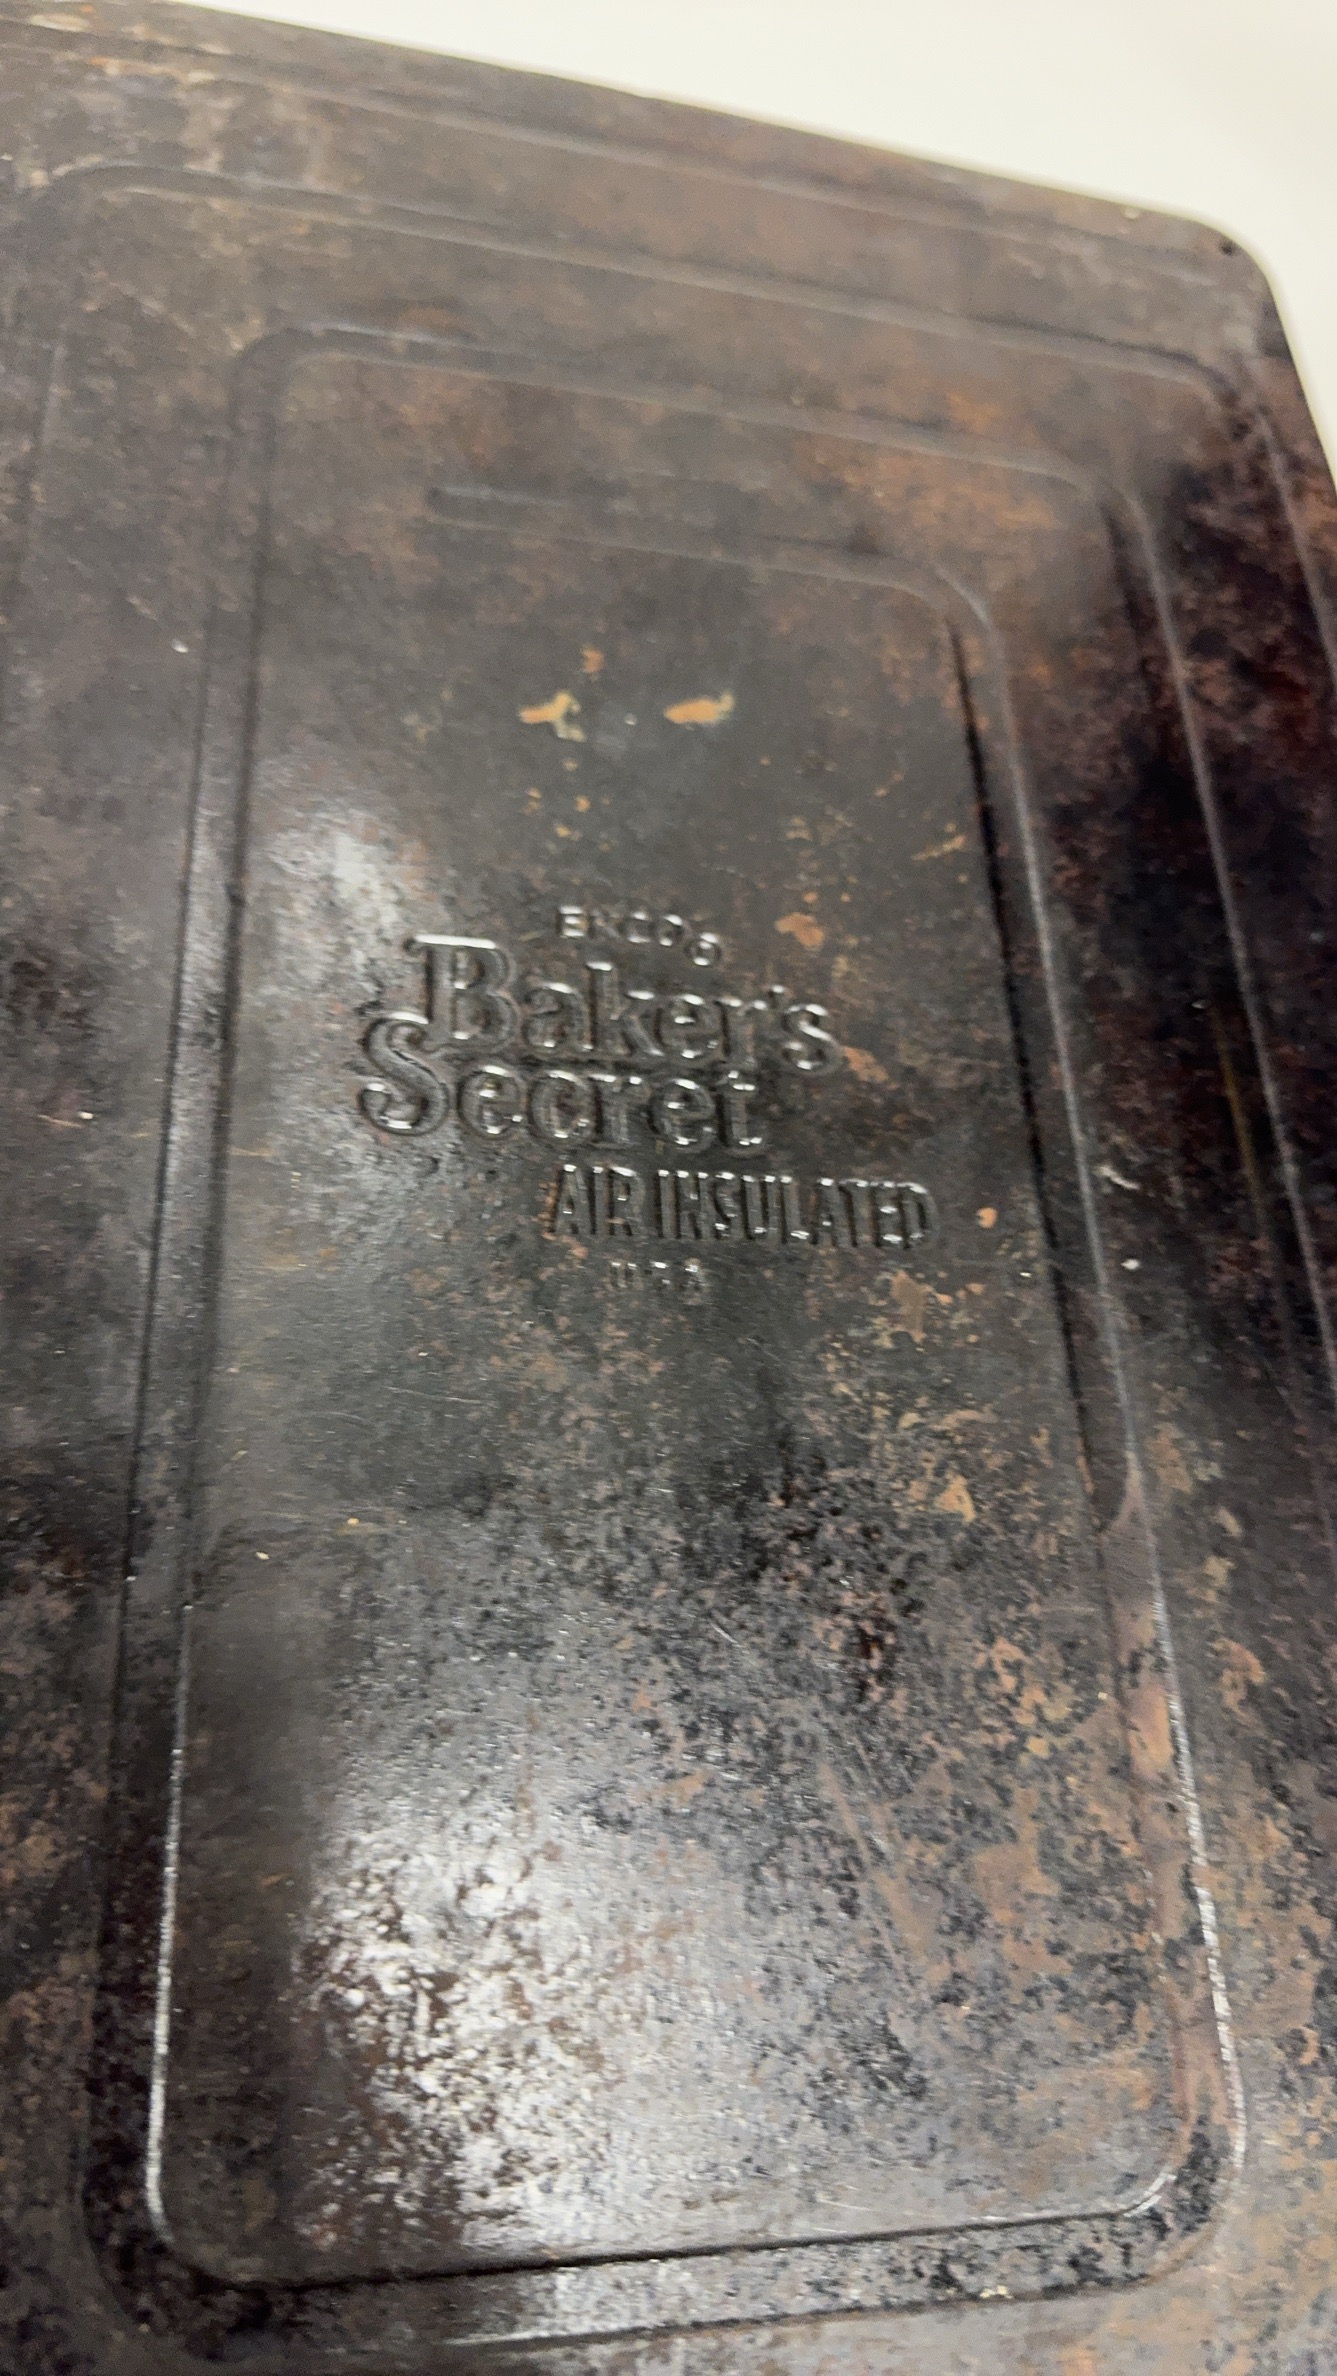 EKCO®
Baker's
Secret
AIR INSULATED
U.S.A.